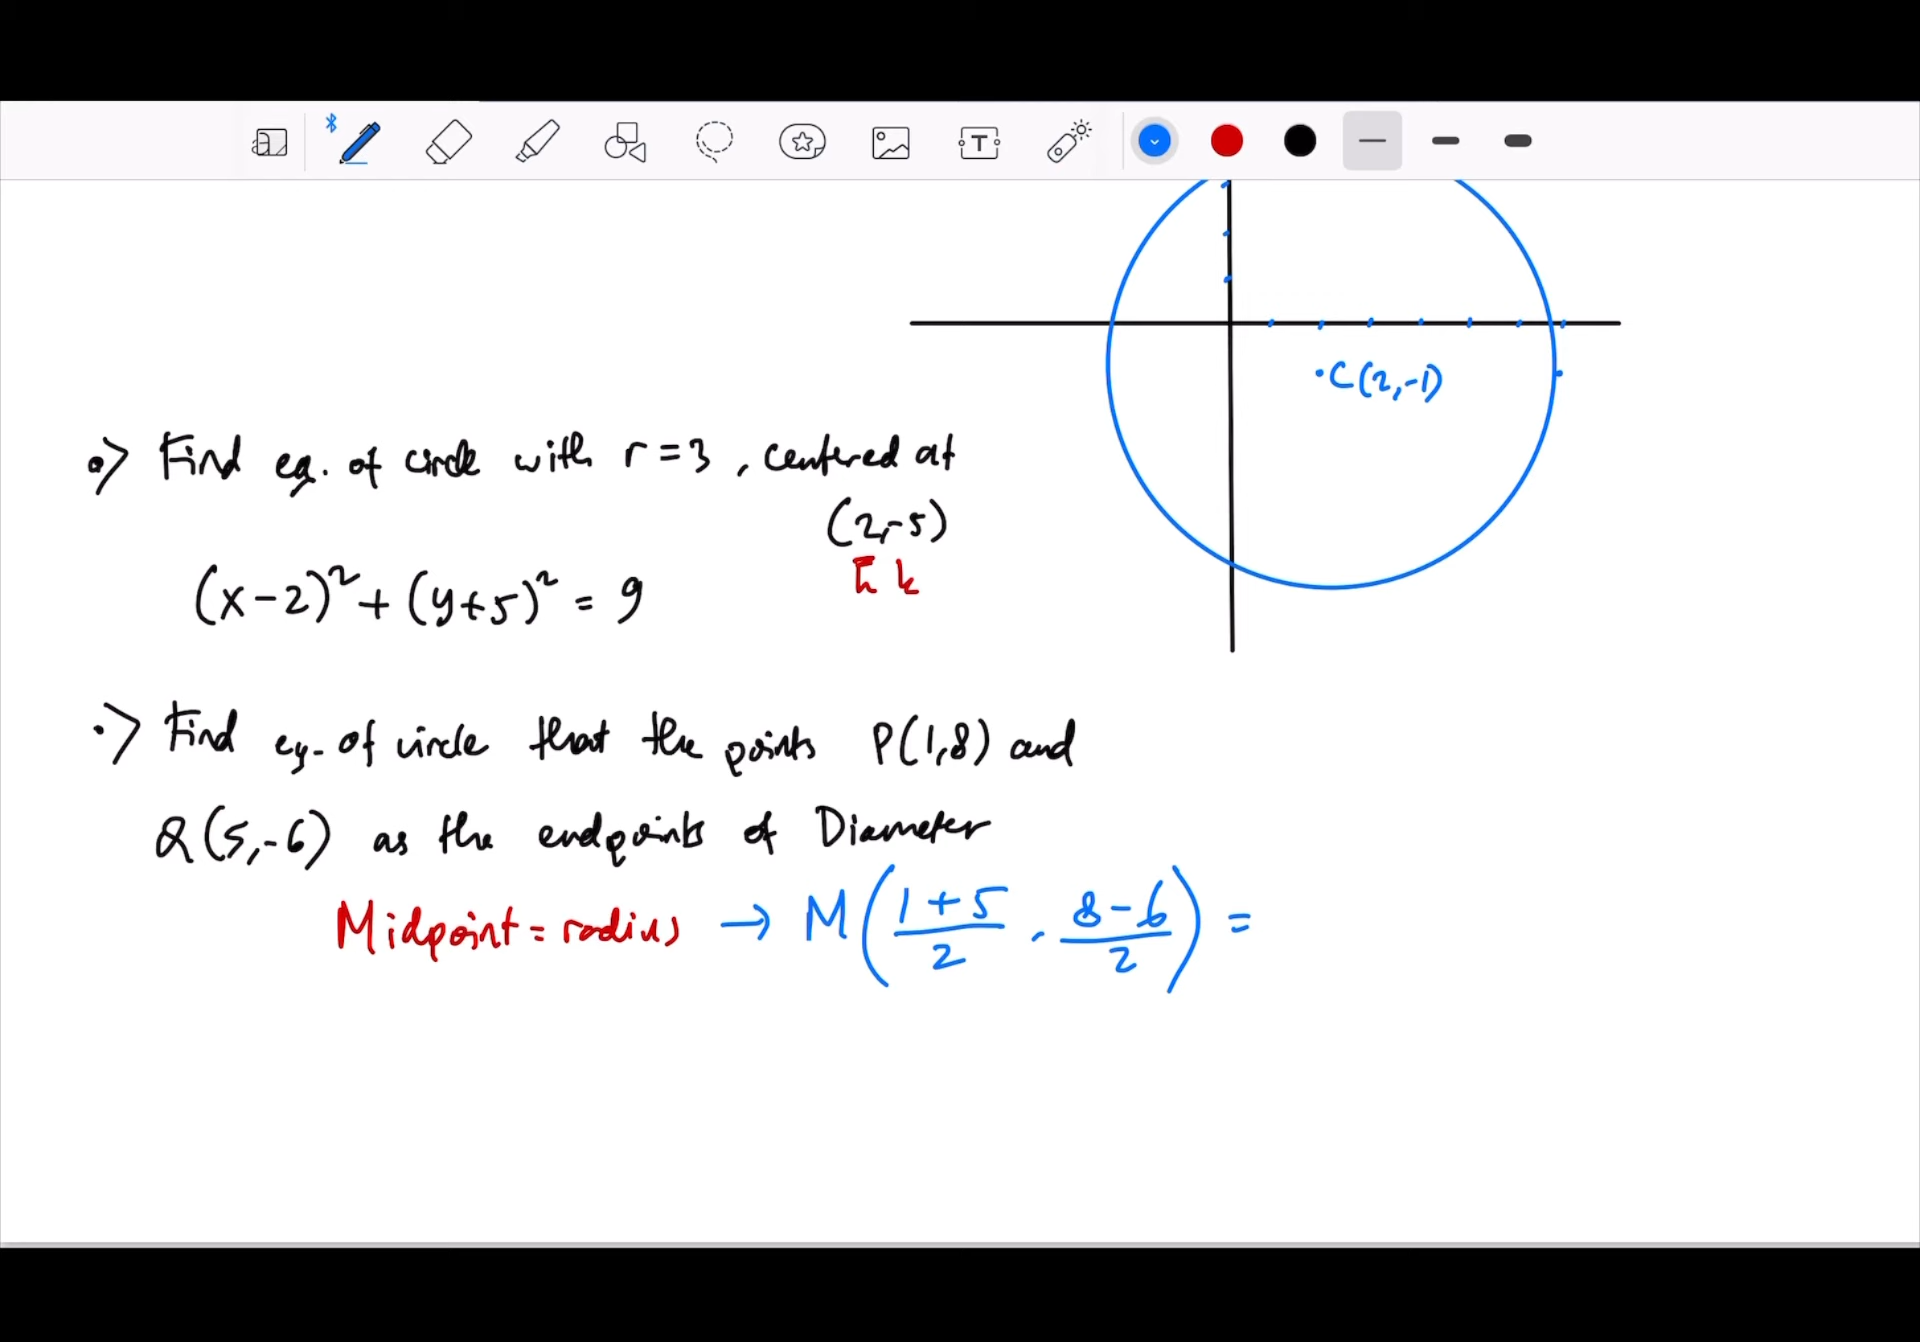 C(2,-1)
•> Find eq. of circle with r=3, centered at
(2,-5)
h k
(x-2)²+(y+5)² = 9
•> Find eq. of circle that the points P(1,8) and
Q(5,-6) as the endpoints of Diameter
Midpoint = radius → M(1+5/2, 8-6/2) =